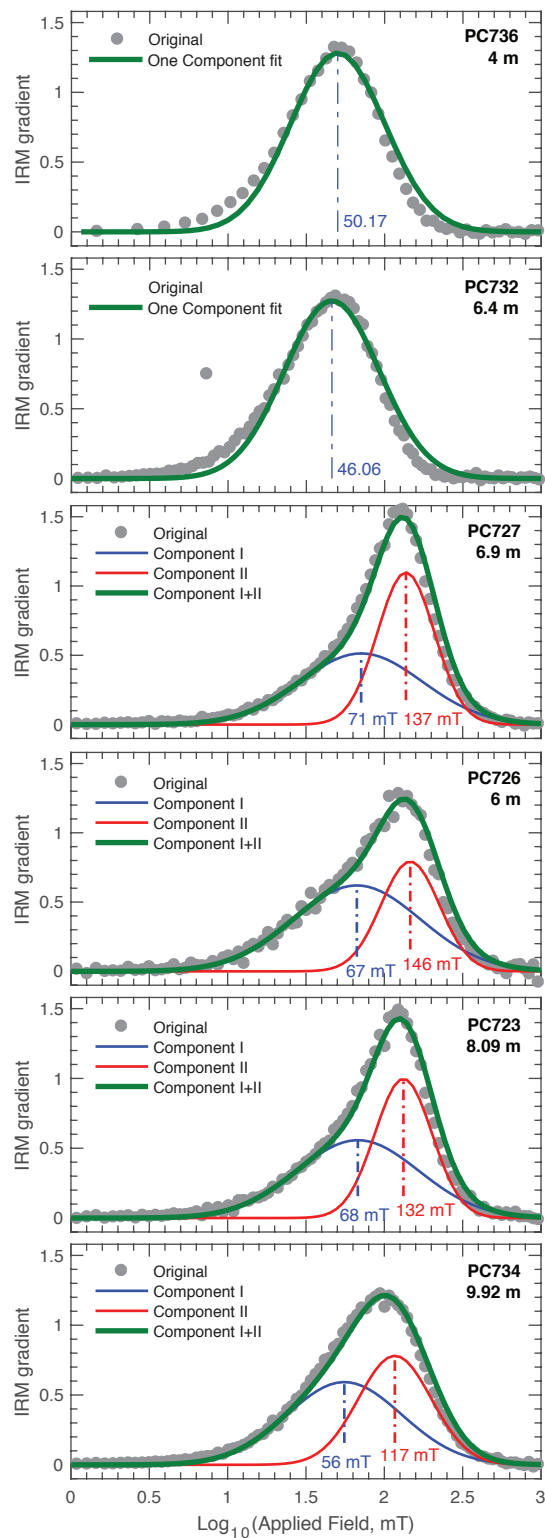 PC736
4 m
Original
One Component fit
1.5
1
0.5
0
IRM gradient
50.17
PC732
6.4 m
Original
One Component fit
1.5
1
0.5
0
IRM gradient
46.06
PC727
6.9 m
Original
Component I
Component II
Component I+II
1.5
1
0.5
0
IRM gradient
71 mT
137 mT
PC726
6 m
Original
Component I
Component II
Component I+II
1.5
1
0.5
0
IRM gradient
67 mT
146 mT
PC723
8.09 m
Original
Component I
Component II
Component I+II
1.5
1
0.5
0
IRM gradient
68 mT
132 mT
PC734
9.92 m
Original
Component I
Component II
Component I+II
1.5
1
0.5
0
IRM gradient
56 mT
117 mT
0 0.5 1.0 1.5 2.0 2.5 3
Log10(Applied Field, mT)